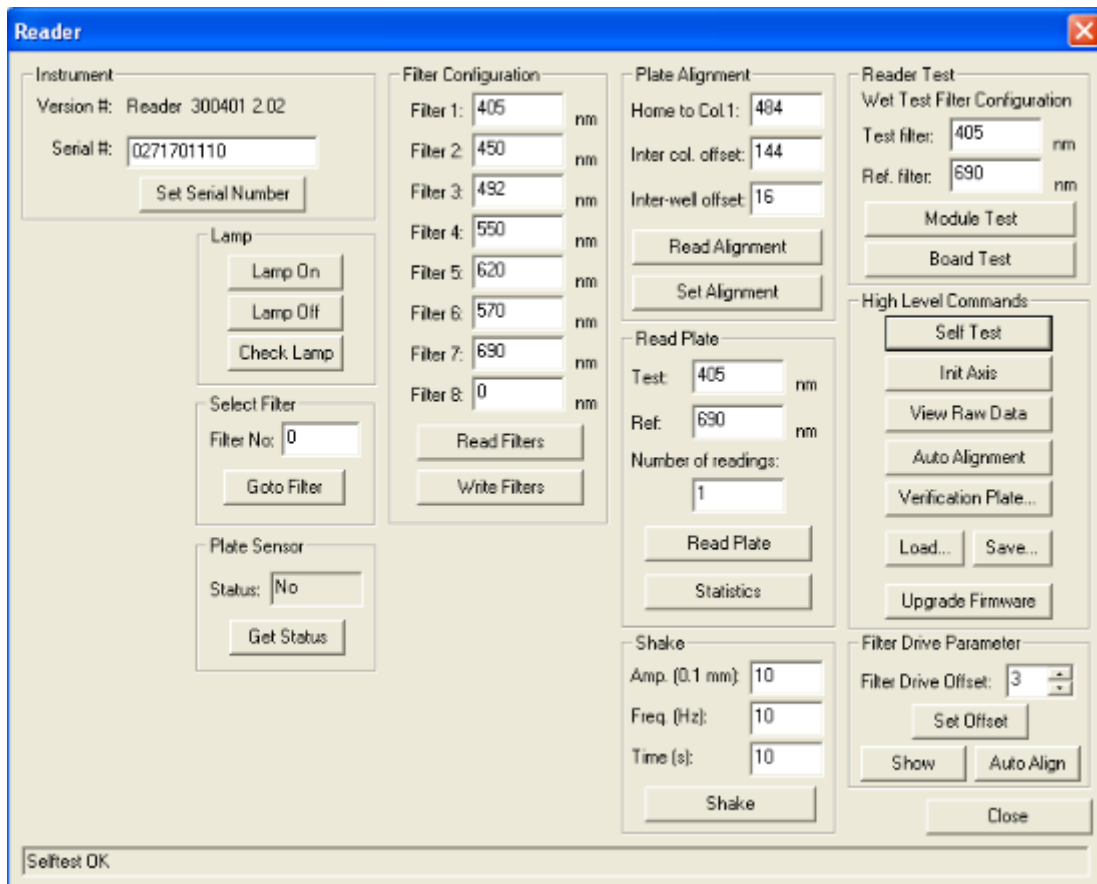 Reader
Instrument
Version #: Reader 300401 2.02
Serial #: 0271701110
Set Serial Number
Lamp
Lamp On
Lamp Off
Check Lamp
Select Filter
Filter No: 0
Goto Filter
Plate Sensor
Status: No
Get Status
Filter Configuration
Filter 1: 405 nm
Filter 2: 450 nm
Filter 3: 492 nm
Filter 4: 550 nm
Filter 5: 620 nm
Filter 6: 570 nm
Filter 7: 690 nm
Filter 8: 0 nm
Read Filters
Write Filters
Plate Alignment
Home to Col.1: 484
Inter col. offset: 144
Inter-well offset: 16
Read Alignment
Set Alignment
Read Plate
Test: 405 nm
Ref: 690 nm
Number of readings:
1
Read Plate
Statistics
Shake
Amp. (0.1 mm): 10
Freq. (Hz): 10
Time (s): 10
Shake
Reader Test
Wet Test Filter Configuration
Test filter: 405 nm
Ref. filter: 690 nm
Module Test
Board Test
High Level Commands
Self Test
Init Axis
View Raw Data
Auto Alignment
Verification Plate...
Load... Save...
Upgrade Firmware
Filter Drive Parameter
Filter Drive Offset: 3
Set Offset
Show Auto Align
Close
Selftest OK